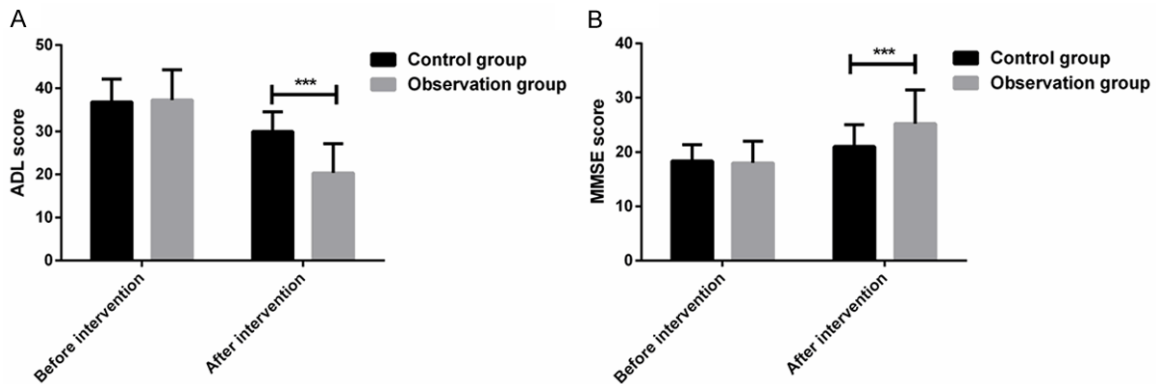 A
ADL score
50
40
30
20
10
0
***
Control group
Observation group
Before intervention
After intervention
B
MMSE score
40
30
20
10
0
***
Control group
Observation group
Before intervention
After intervention